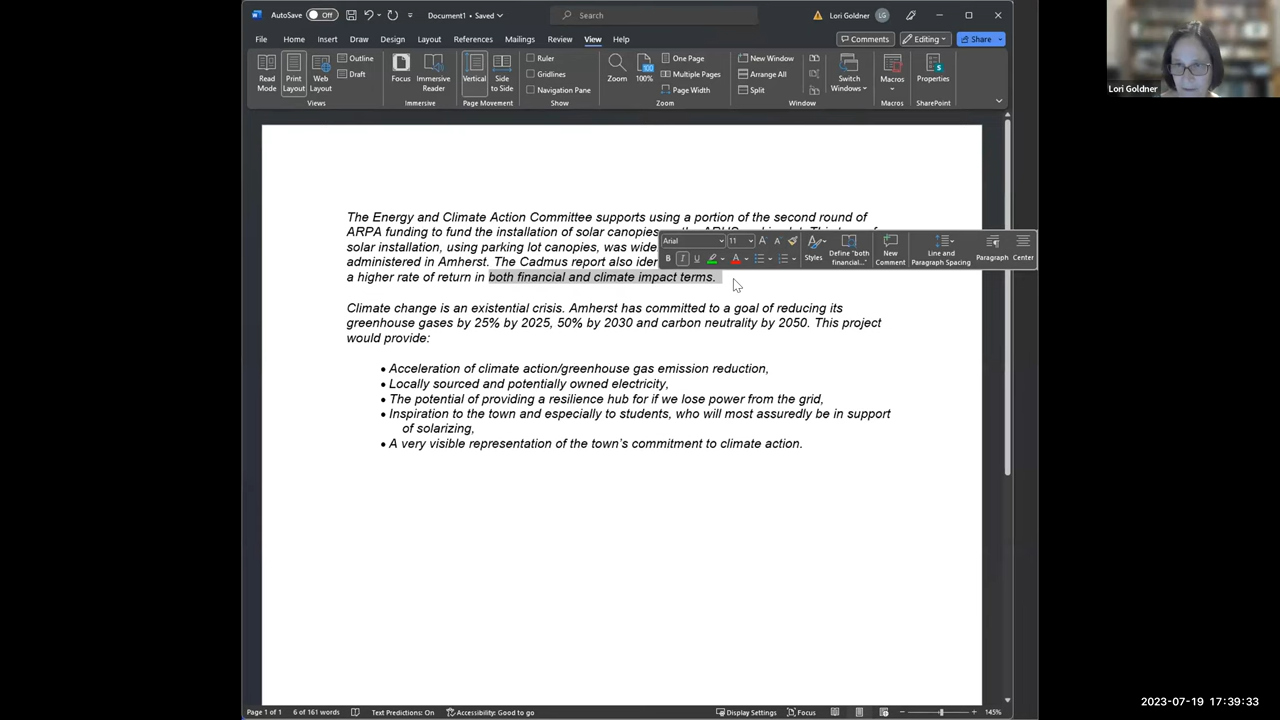 AutoSave Off Document1 • Saved Search Lori Goldner LG
File Home Insert Draw Design Layout References Mailings Review View Help Comments Editing Share
Read Mode Print Layout Web Layout Outline Draft Views
Focus Immersive Reader Immersive
Vertical Side to Side Page Movement
Ruler Gridlines Navigation Pane Show
Zoom 100% One Page Multiple Pages Page Width Zoom
New Window Arrange All Split Switch Windows Window
Macros Macros
Properties SharePoint
Lori Goldner
The Energy and Climate Action Committee supports using a portion of the second round of
ARPA funding to fund the installation of solar canopies
solar installation, using parking lot canopies, was wide
administered in Amherst. The Cadmus report also iden
a higher rate of return in both financial and climate impact terms.
Arial 11 B I U A Styles Define "both financial..." New Comment Line and Paragraph Spacing Paragraph Center
Climate change is an existential crisis. Amherst has committed to a goal of reducing its
greenhouse gases by 25% by 2025, 50% by 2030 and carbon neutrality by 2050. This project
would provide:
• Acceleration of climate action/greenhouse gas emission reduction,
• Locally sourced and potentially owned electricity,
• The potential of providing a resilience hub for if we lose power from the grid,
• Inspiration to the town and especially to students, who will most assuredly be in support
of solarizing,
• A very visible representation of the town's commitment to climate action.
2023-07-19 17:39:33
Page 1 of 1 6 of 161 words Text Predictions: On Accessibility: Good to go Display Settings Focus 145%